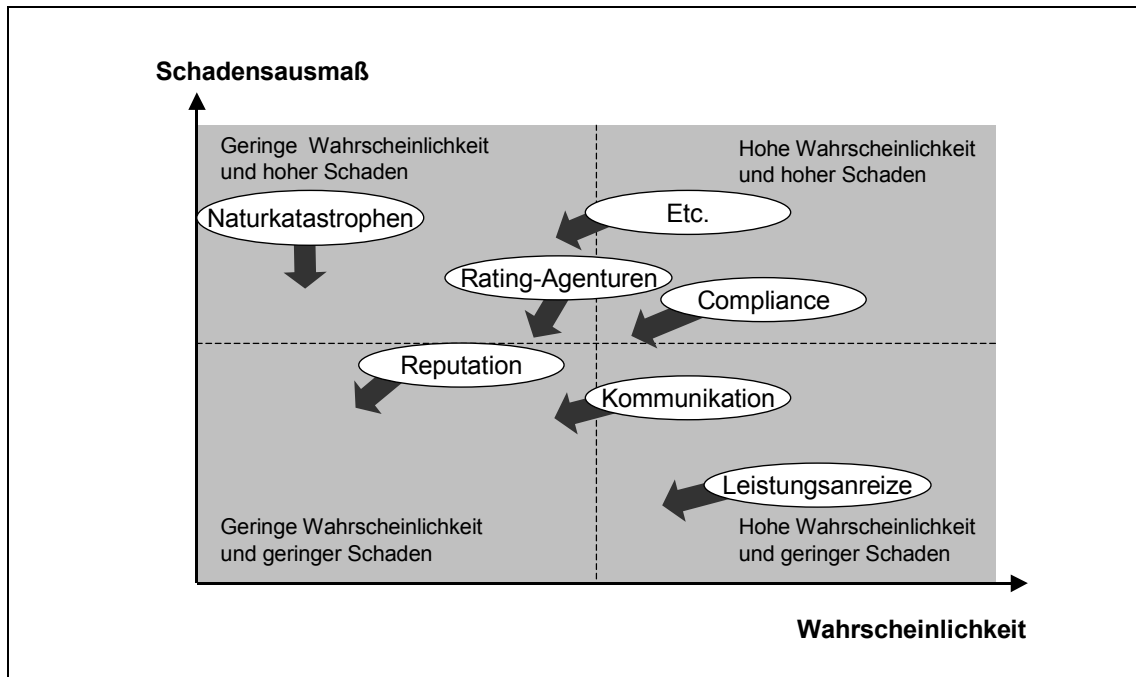 Schadensausmaß
Geringe Wahrscheinlichkeit
und hoher Schaden
Hohe Wahrscheinlichkeit
und hoher Schaden
Naturkatastrophen
Etc.
Rating-Agenturen
Compliance
Reputation
Kommunikation
Leistungsanreize
Geringe Wahrscheinlichkeit
und geringer Schaden
Hohe Wahrscheinlichkeit
und geringer Schaden
Wahrscheinlichkeit